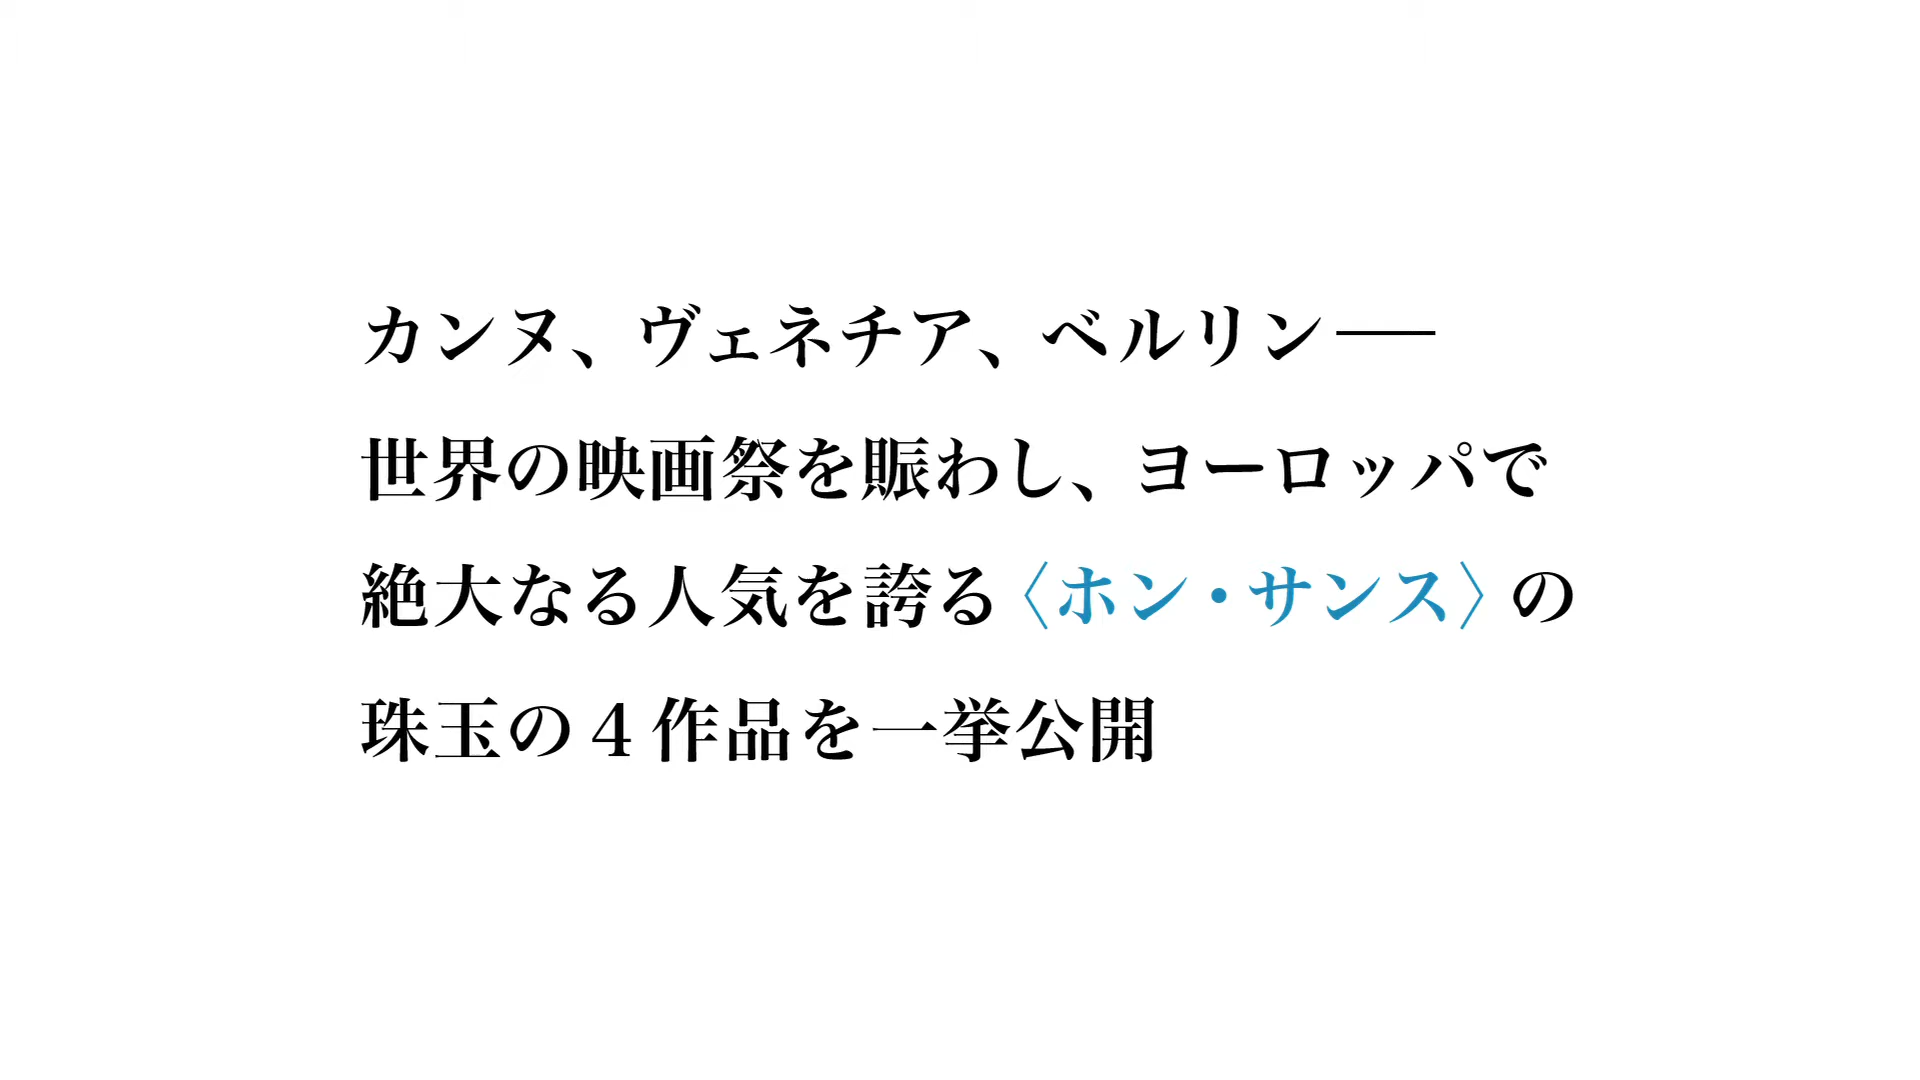 カンヌ、ヴェネチア、ベルリン──
世界の映画祭を賑わし、ヨーロッパで
絶大なる人気を誇る〈ホン・サンス〉の
珠玉の４作品を一挙公開